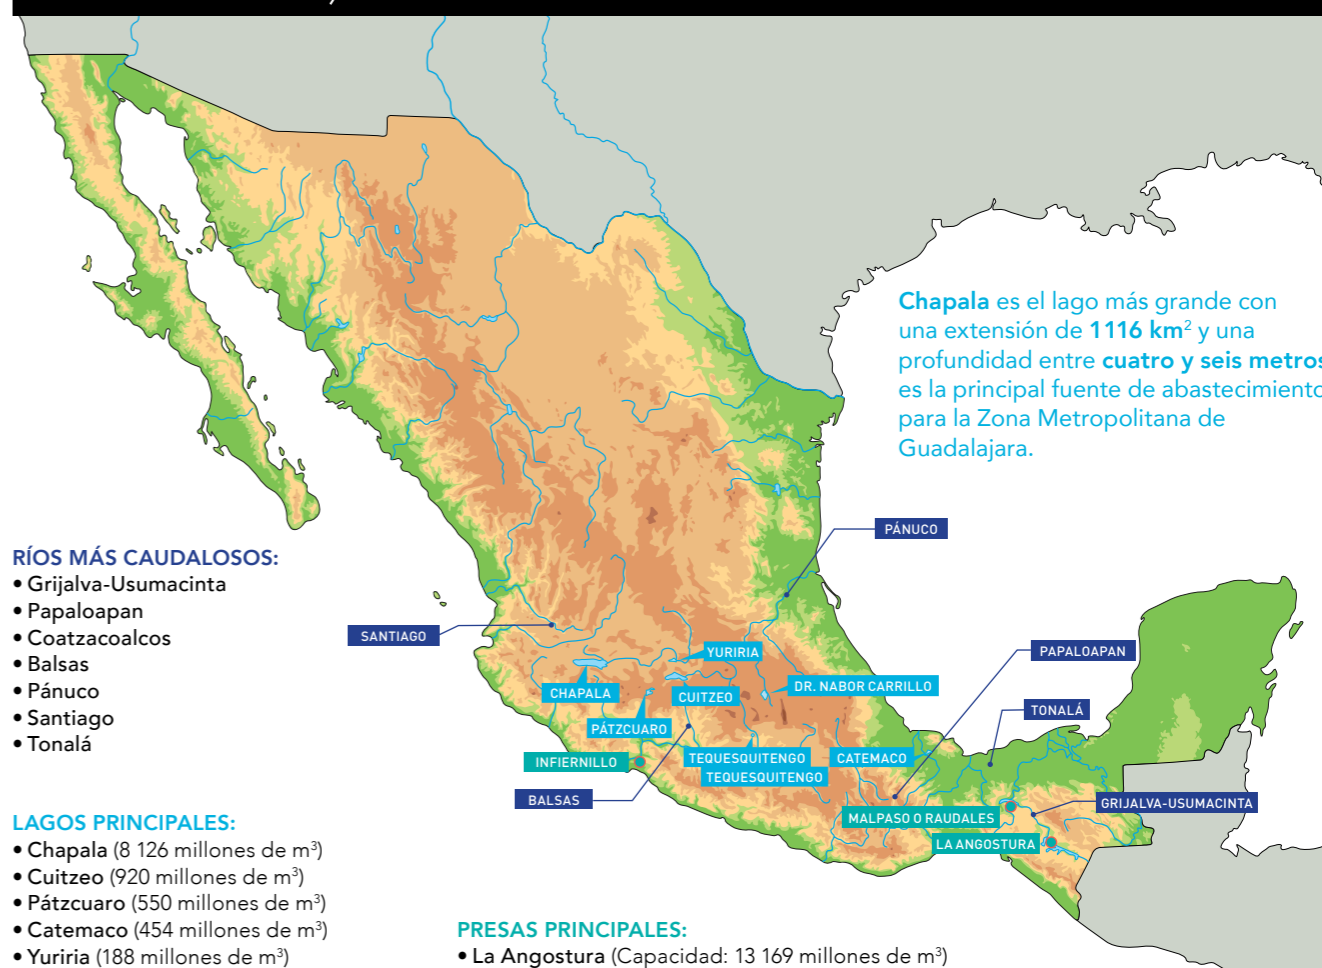 Chapala es el lago más grande con
una extensión de 1116 km² y una
profundidad entre cuatro y seis metros
es la principal fuente de abastecimiento
para la Zona Metropolitana de
Guadalajara.
PÁNUCO
RÍOS MÁS CAUDALOSOS:
• Grijalva-Usumacinta
• Papaloapan
• Coatzacoalcos
• Balsas
• Pánuco
• Santiago
• Tonalá
SANTIAGO
YURIRIA
PAPALOAPAN
CHAPALA
CUITZEO
DR. NABOR CARRILLO
TONALÁ
PÁTZCUARO
INFIERNILLO
TEQUESQUITENGO
TEQUESQUITENGO
CATEMACO
BALSAS
MALPASO O RAUDALES
GRIJALVA-USUMACINTA
LA ANGOSTURA
LAGOS PRINCIPALES:
• Chapala (8 126 millones de m³)
• Cuitzeo (920 millones de m³)
• Pátzcuaro (550 millones de m³)
• Catemaco (454 millones de m³)
• Yuriria (188 millones de m³)
PRESAS PRINCIPALES:
• La Angostura (Capacidad: 13 169 millones de m³)